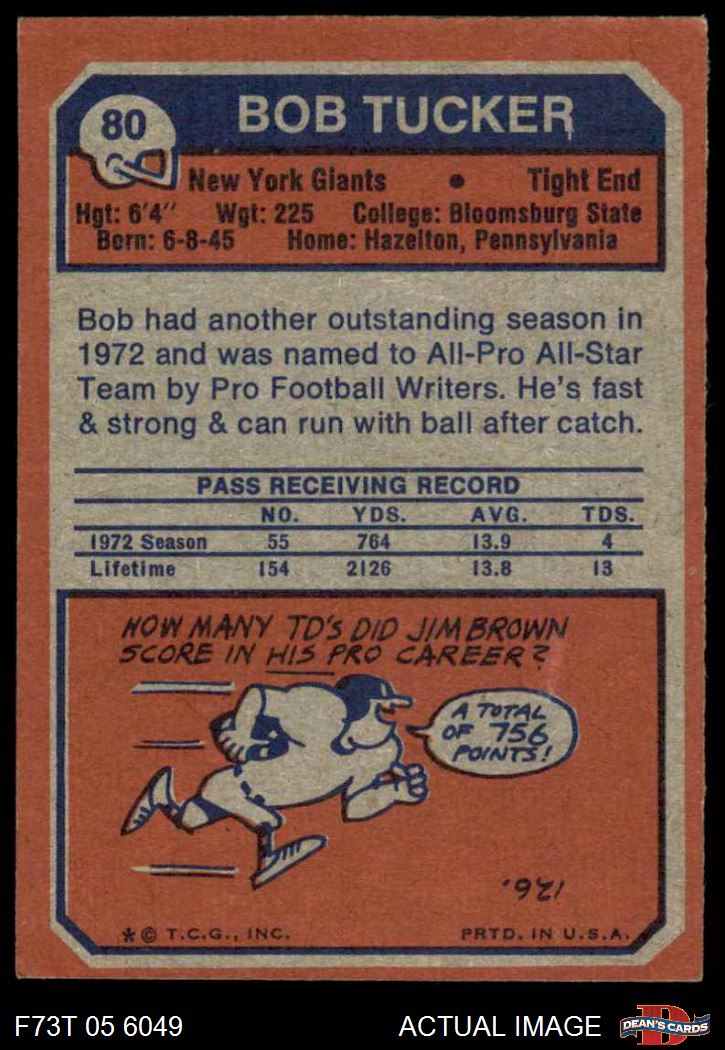 80
BOB TUCKER
New York Giants • Tight End
Hgt: 6'4" Wgt: 225 College: Bloomsburg State
Born: 6-8-45 Home: Hazelton, Pennsylvania
Bob had another outstanding season in
1972 and was named to All-Pro All-Star
Team by Pro Football Writers. He's fast
& strong & can run with ball after catch.
PASS RECEIVING RECORD
NO. YDS. AVG. TDS.
1972 Season 55 764 13.9 4
Lifetime 154 2126 13.8 13
HOW MANY TD'S DID JIM BROWN
SCORE IN HIS PRO CAREER?
A TOTAL
OF 756
POINTS!
126.
* © T.C.G., INC. PRTD. IN U.S.A.
F73T 05 6049 ACTUAL IMAGE
D
DEAN'S CARDS